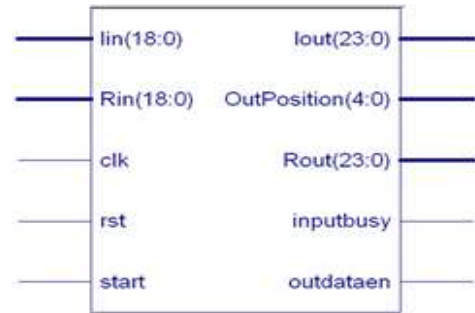 Iin(18:0) Iout(23:0)
Rin(18:0) OutPosition(4:0)
clk Rout(23:0)
rst inputbusy
start outdataen